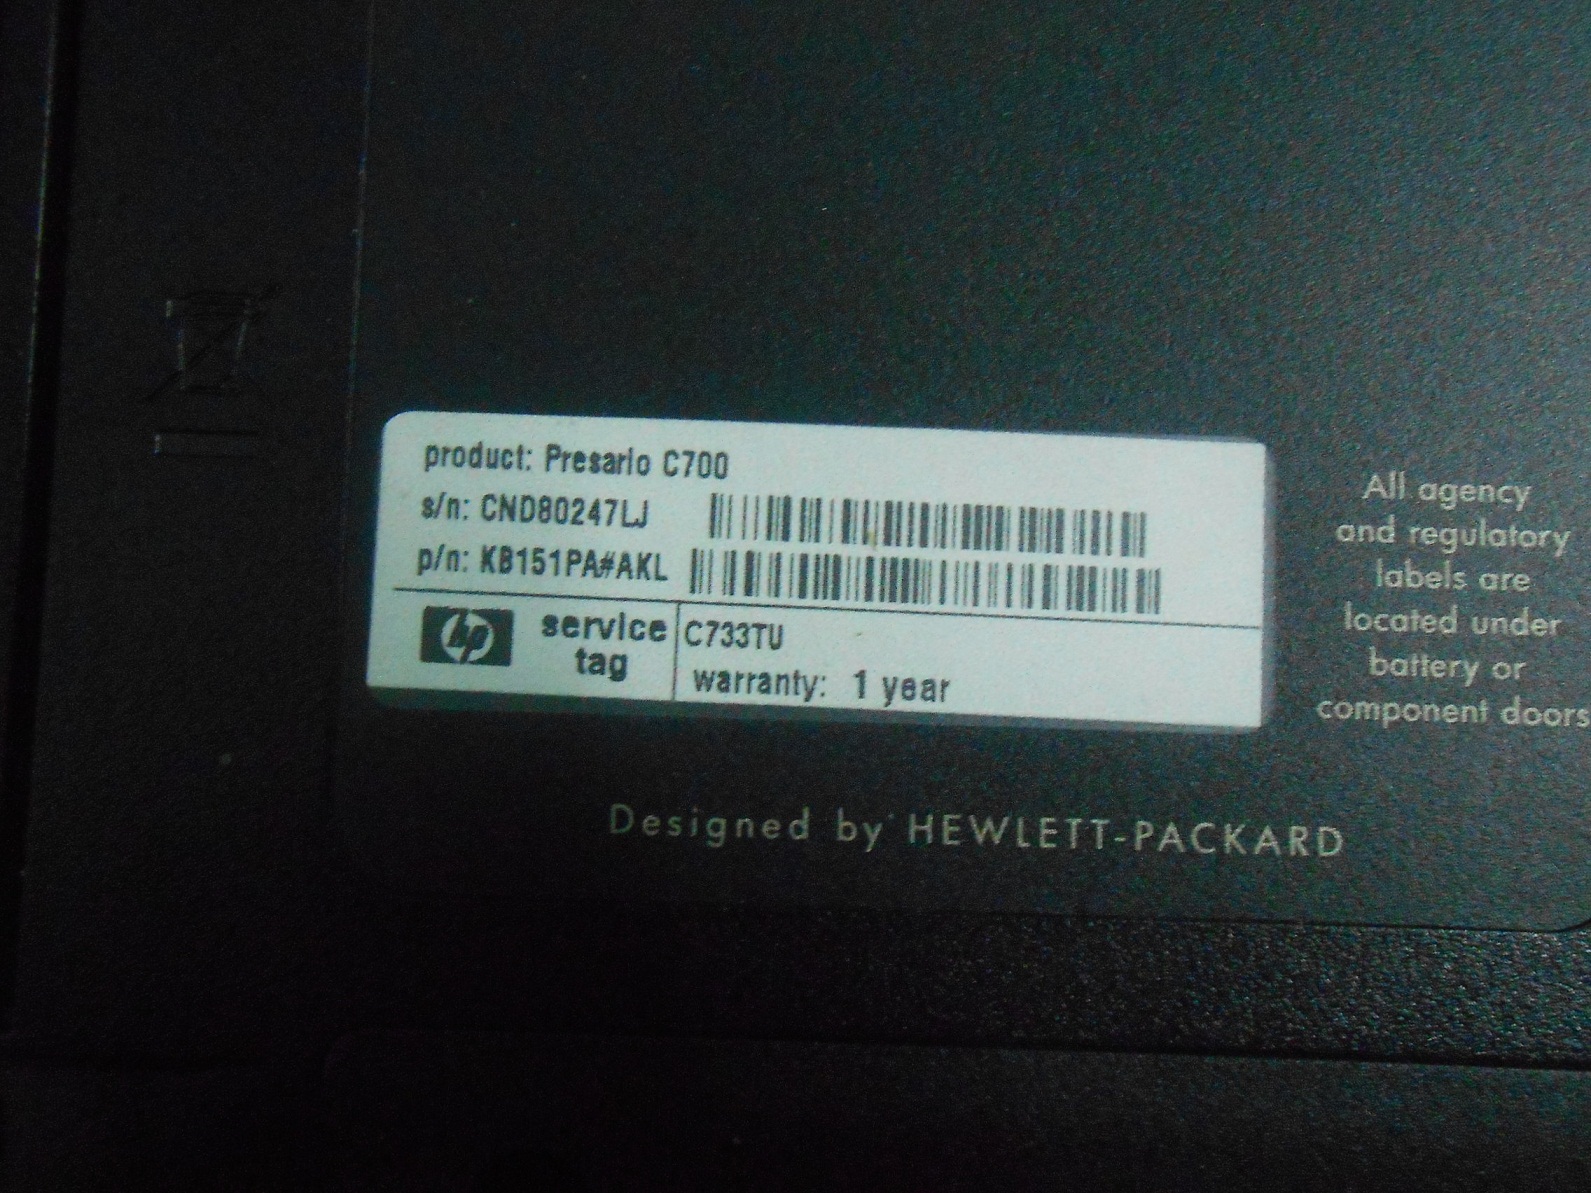 product: Presario C700
s/n: CND80247LJ
p/n: KB151PA#AKL
hp
service
tag
C733TU
warranty: 1 year
All agency
and regulatory
labels are
located under
battery or
component doors
Designed by HEWLETT-PACKARD